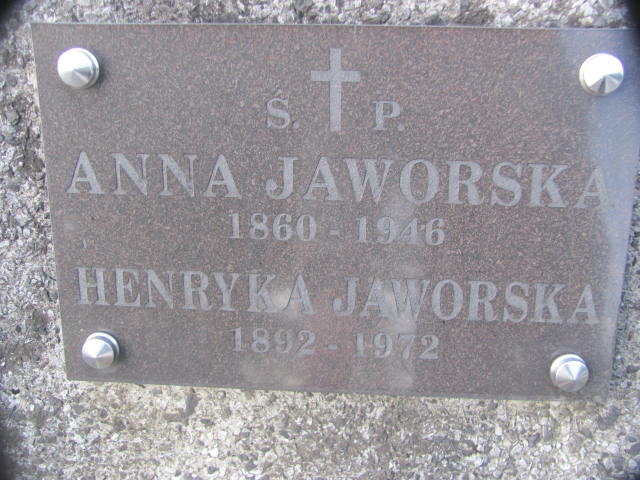 Ś. P.
ANNA JAWORSKA
1860 - 1946
HENRYKA JAWORSKA
1892 - 1972